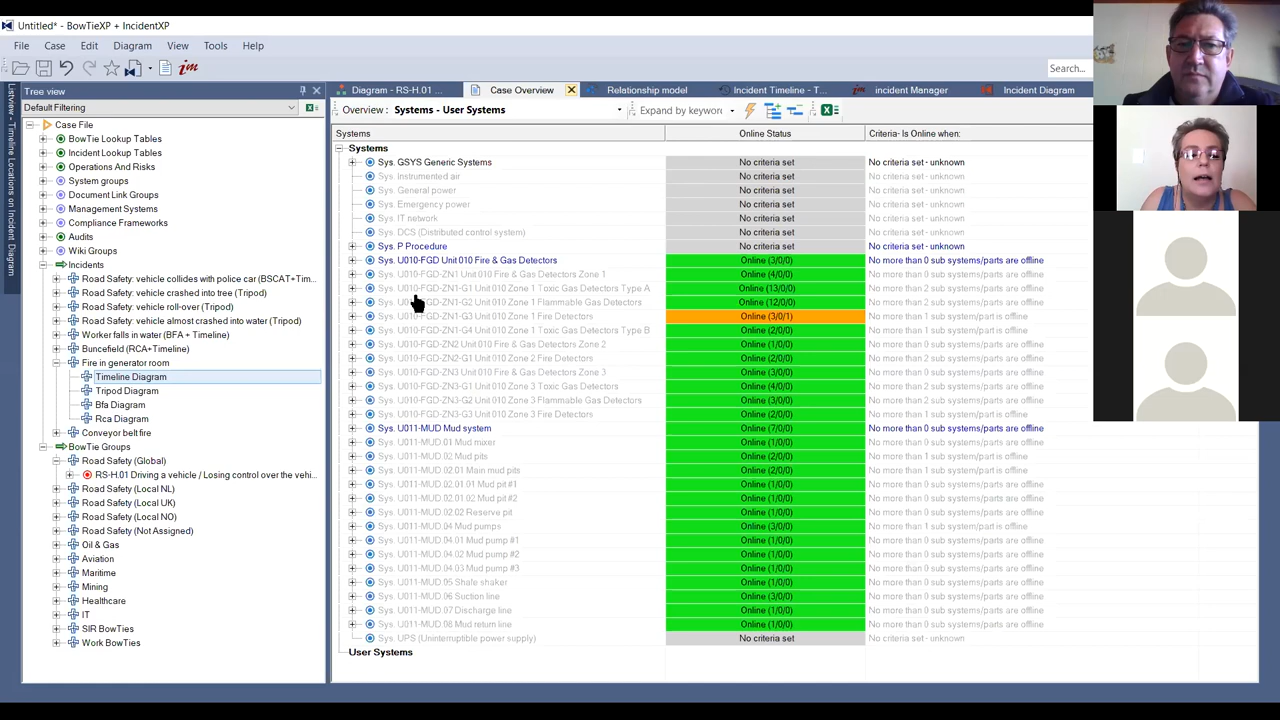 Untitled* - BowTieXP + IncidentXP
File Case Edit Diagram View Tools Help
Search...
Listview - Timeline Locations on Incident Diagram
Tree view
Default Filtering
Case File
BowTie Lookup Tables
Incident Lookup Tables
Operations And Risks
System groups
Document Link Groups
Management Systems
Compliance Frameworks
Audits
Wiki Groups
Incidents
Road Safety: vehicle collides with police car (BSCAT+Tim...
Road Safety: vehicle crashed into tree (Tripod)
Road Safety: vehicle roll-over (Tripod)
Road Safety: vehicle almost crashed into water (Tripod)
Worker falls in water (BFA + Timeline)
Buncefield (RCA+Timeline)
Fire in generator room
Timeline Diagram
Tripod Diagram
Bfa Diagram
Rca Diagram
Conveyor belt fire
BowTie Groups
Road Safety (Global)
RS-H.01 Driving a vehicle / Losing control over the vehi...
Road Safety (Local NL)
Road Safety (Local UK)
Road Safety (Local NO)
Road Safety (Not Assigned)
Oil & Gas
Aviation
Maritime
Mining
Healthcare
IT
SIR BowTies
Work BowTies
Diagram - RS-H.01 ... Case Overview Relationship model Incident Timeline - T... incident Manager Incident Diagram
Overview: Systems - User Systems Expand by keyword
Systems Online Status Criteria- Is Online when:
Systems
Sys. GSYS Generic Systems No criteria set No criteria set - unknown
Sys. Instrumented air No criteria set No criteria set - unknown
Sys. General power No criteria set No criteria set - unknown
Sys. Emergency power No criteria set No criteria set - unknown
Sys. IT network No criteria set No criteria set - unknown
Sys. DCS (Distributed control system) No criteria set No criteria set - unknown
Sys. P Procedure No criteria set No criteria set - unknown
Sys. U010-FGD Unit 010 Fire & Gas Detectors Online (3/0/0) No more than 0 sub systems/parts are offline
Sys. U010-FGD-ZN1 Unit 010 Fire & Gas Detectors Zone 1 Online (4/0/0) No more than 0 sub systems/parts are offline
Sys. U010-FGD-ZN1-G1 Unit 010 Zone 1 Toxic Gas Detectors Type A Online (13/0/0) No more than 2 sub systems/parts are offline
Sys. U010-FGD-ZN1-G2 Unit 010 Zone 1 Flammable Gas Detectors Online (12/0/0) No more than 2 sub systems/parts are offline
Sys. U010-FGD-ZN1-G3 Unit 010 Zone 1 Fire Detectors Online (3/0/1) No more than 1 sub system/part is offline
Sys. U010-FGD-ZN1-G4 Unit 010 Zone 1 Toxic Gas Detectors Type B Online (2/0/0) No more than 0 sub systems/parts are offline
Sys. U010-FGD-ZN2 Unit 010 Fire & Gas Detectors Zone 2 Online (1/0/0) No more than 0 sub systems/parts are offline
Sys. U010-FGD-ZN2-G1 Unit 010 Zone 2 Fire Detectors Online (2/0/0) No more than 1 sub system/part is offline
Sys. U010-FGD-ZN3 Unit 010 Fire & Gas Detectors Zone 3 Online (3/0/0) No more than 0 sub systems/parts are offline
Sys. U010-FGD-ZN3-G1 Unit 010 Zone 3 Toxic Gas Detectors Online (4/0/0) No more than 2 sub systems/parts are offline
Sys. U010-FGD-ZN3-G2 Unit 010 Zone 3 Flammable Gas Detectors Online (3/0/0) No more than 2 sub systems/parts are offline
Sys. U010-FGD-ZN3-G3 Unit 010 Zone 3 Fire Detectors Online (2/0/0) No more than 1 sub system/part is offline
Sys. U011-MUD Mud system Online (7/0/0) No more than 0 sub systems/parts are offline
Sys. U011-MUD.01 Mud mixer Online (1/0/0) No more than 0 sub systems/parts are offline
Sys. U011-MUD.02 Mud pits Online (2/0/0) No more than 1 sub system/part is offline
Sys. U011-MUD.02.01 Main mud pits Online (2/0/0) No more than 1 sub system/part is offline
Sys. U011-MUD.02.01.01 Mud pit #1 Online (1/0/0) No more than 0 sub systems/parts are offline
Sys. U011-MUD.02.01.02 Mud pit #2 Online (1/0/0) No more than 0 sub systems/parts are offline
Sys. U011-MUD.02.02 Reserve pit Online (1/0/0) No more than 0 sub systems/parts are offline
Sys. U011-MUD.04 Mud pumps Online (3/0/0) No more than 1 sub system/part is offline
Sys. U011-MUD.04.01 Mud pump #1 Online (1/0/0) No more than 0 sub systems/parts are offline
Sys. U011-MUD.04.02 Mud pump #2 Online (1/0/0) No more than 0 sub systems/parts are offline
Sys. U011-MUD.04.03 Mud pump #3 Online (1/0/0) No more than 0 sub systems/parts are offline
Sys. U011-MUD.05 Shale shaker Online (1/0/0) No more than 0 sub systems/parts are offline
Sys. U011-MUD.06 Suction line Online (3/0/0) No more than 0 sub systems/parts are offline
Sys. U011-MUD.07 Discharge line Online (1/0/0) No more than 0 sub systems/parts are offline
Sys. U011-MUD.08 Mud return line Online (1/0/0) No more than 0 sub systems/parts are offline
Sys. UPS (Uninterruptible power supply) No criteria set No criteria set - unknown
User Systems